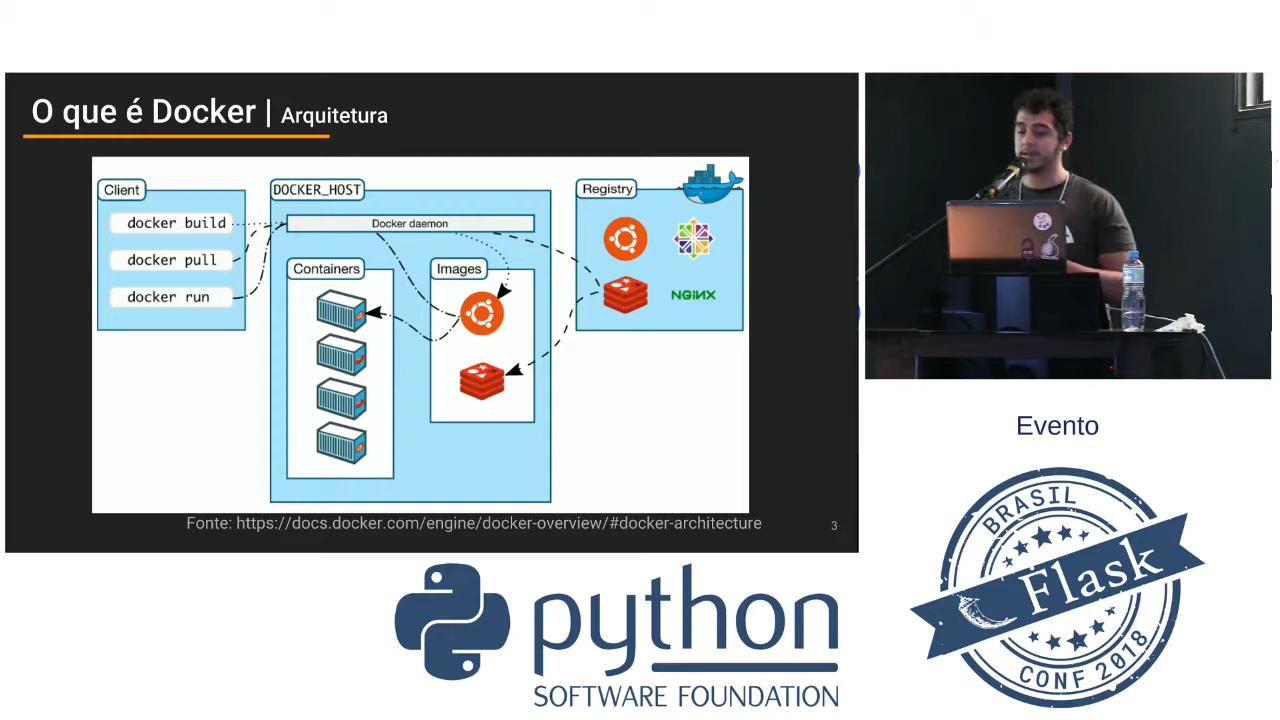 O que é Docker | Arquitetura
Client
docker build
docker pull
docker run
DOCKER_HOST
Docker daemon
Containers
Images
Registry
NGINX
Fonte: https://docs.docker.com/engine/docker-overview/#docker-architecture
3
Evento
BRASIL
Flask
CONF 2018
python
SOFTWARE FOUNDATION